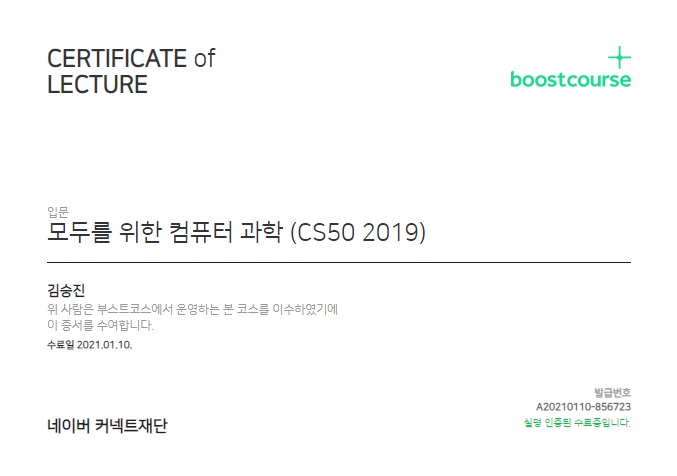 CERTIFICATE of
LECTURE
boostcourse
입문
모두를 위한 컴퓨터 과학 (CS50 2019)
김승진
위 사람은 부스트코스에서 운영하는 본 코스를 이수하였기에
이 증서를 수여합니다.
수료일 2021.01.10.
발급번호
A20210110-856723
실명 인증된 수료증입니다.
네이버 커넥트재단